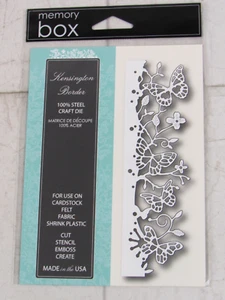 memory
box
Kensington
Border
100% STEEL
CRAFT DIE
MATRICE DE DÉCOUPE
100% ACIER
FOR USE ON
CARDSTOCK
FELT
FABRIC
SHRINK PLASTIC
CUT
STENCIL
EMBOSS
CREATE
MADE in the USA